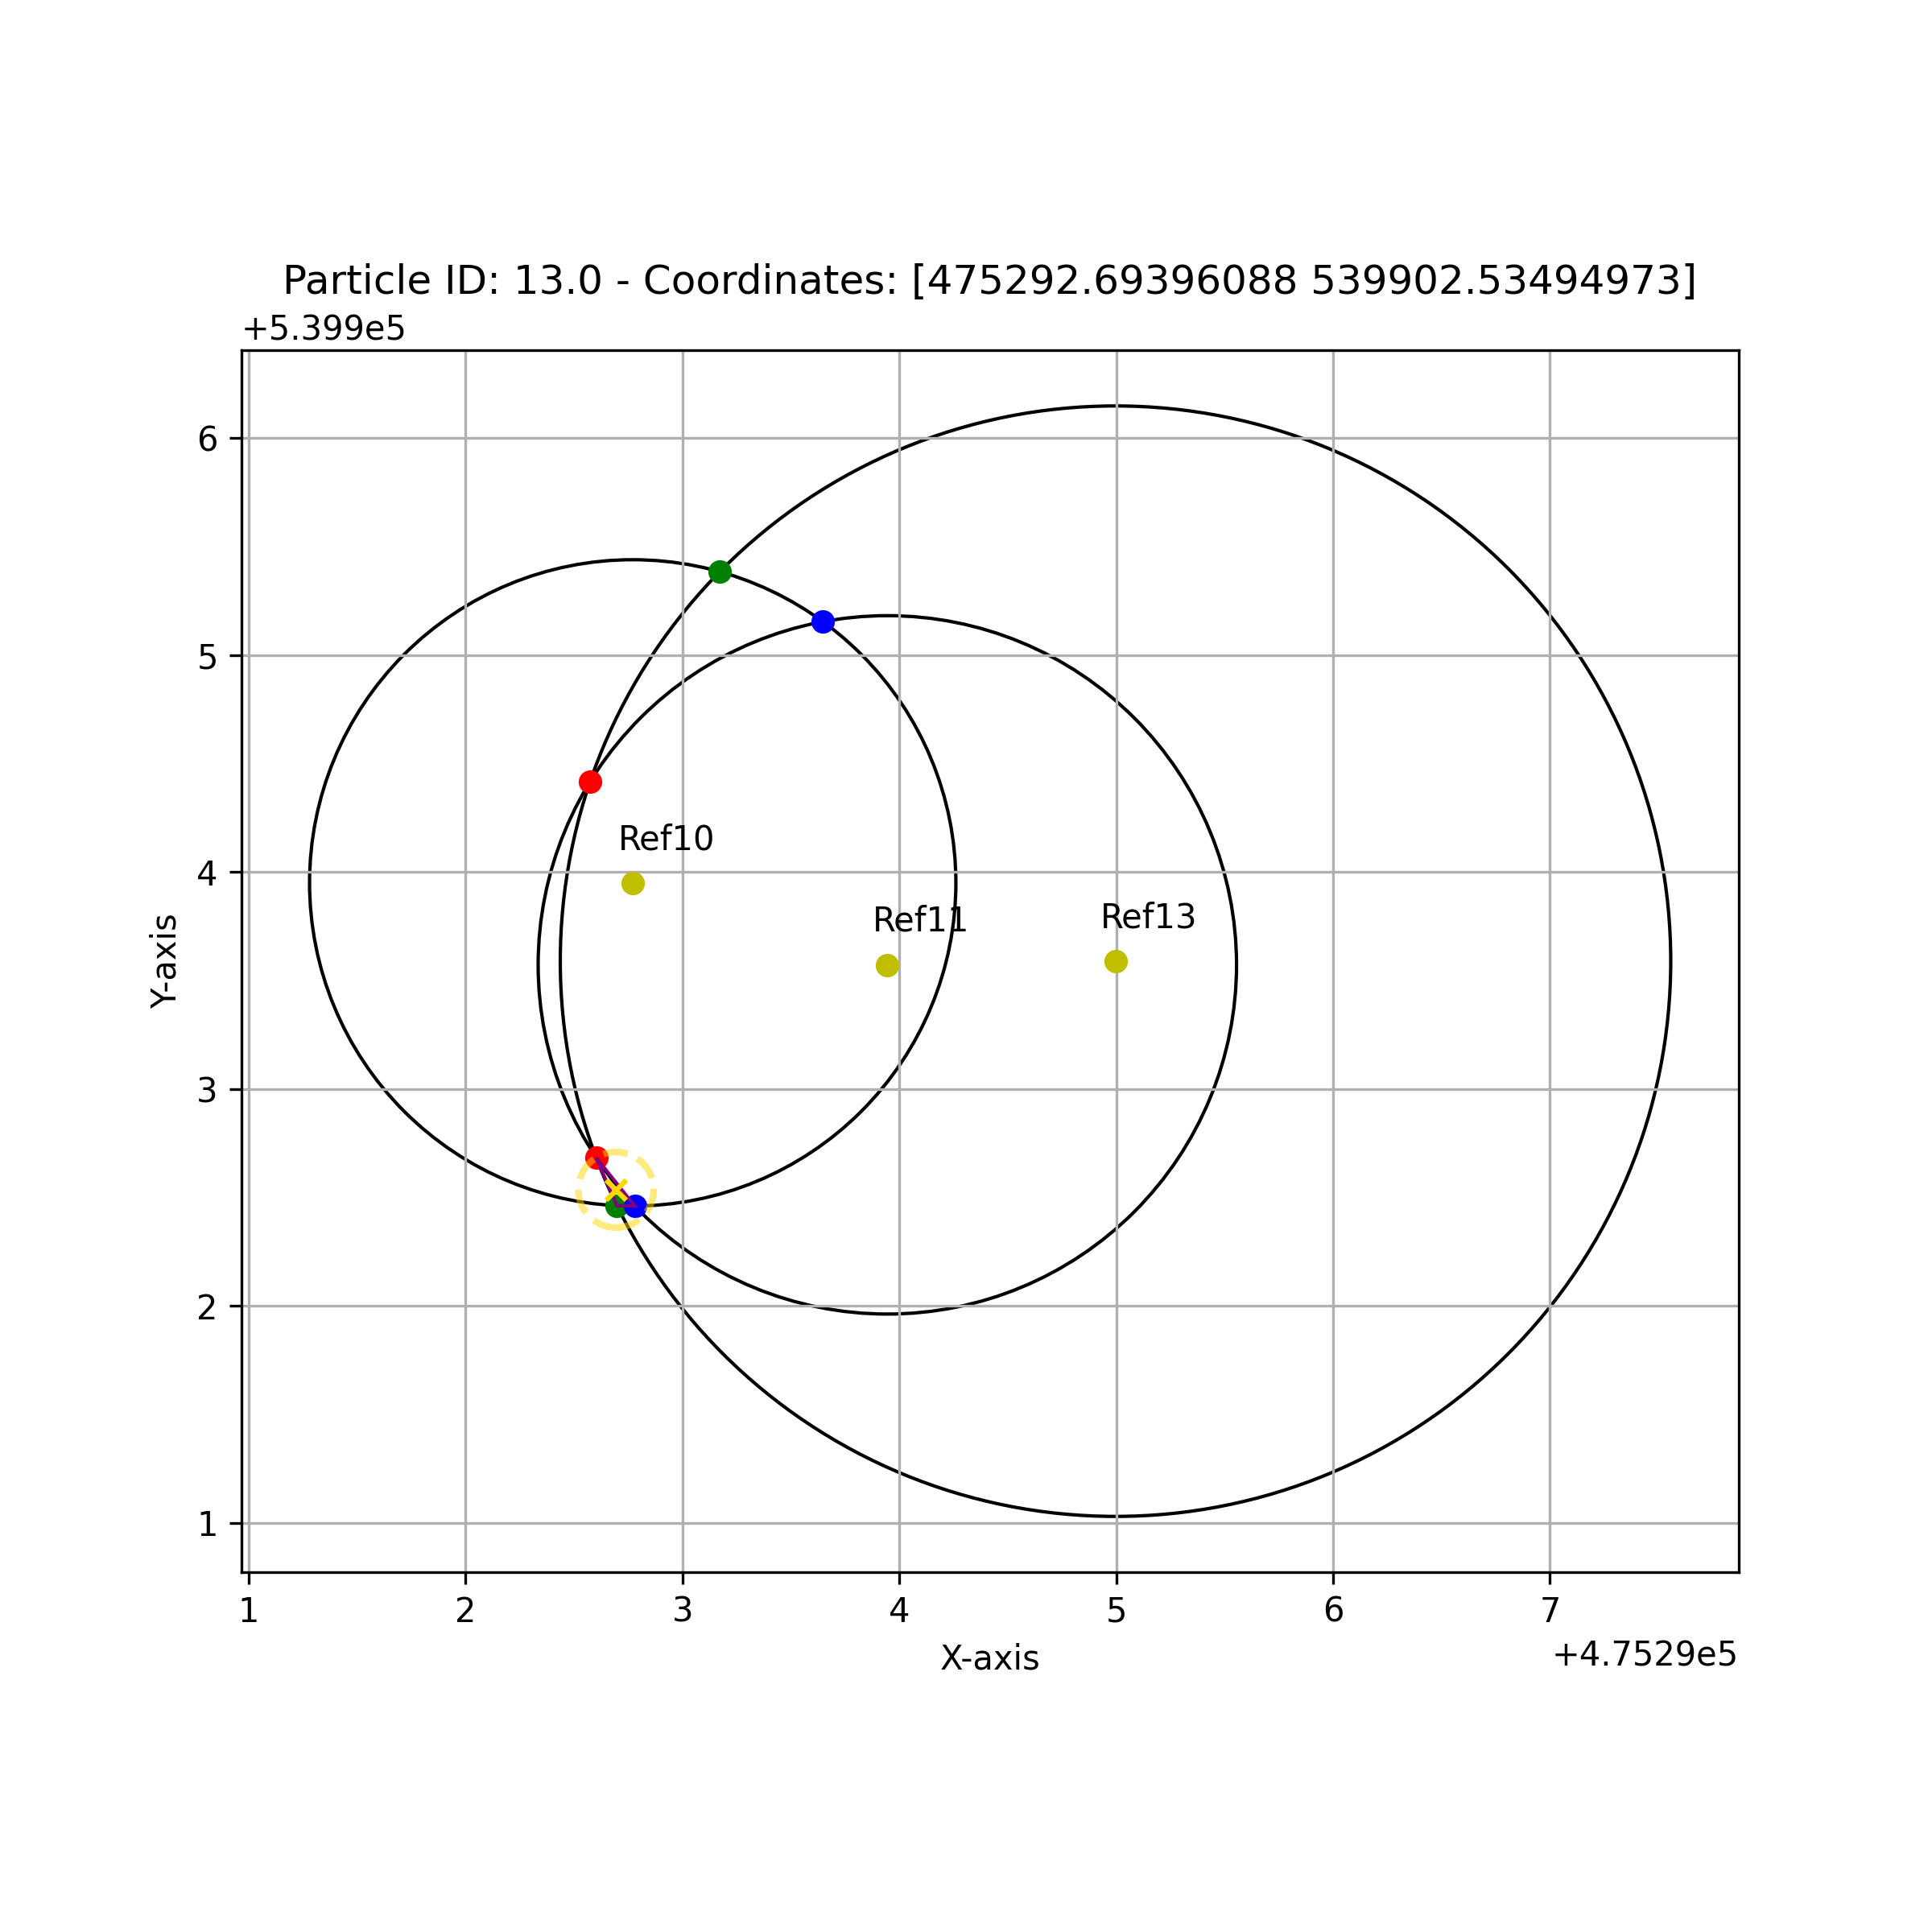 Particle ID: 13.0 - Coordinates: [475292.69396088 539902.53494973]
+5.399e5
6
5
Ref10
4
Ref11
Ref13
Y-axis
3
2
1
1 2 3 4 5 6 7
X-axis
+4.7529e5